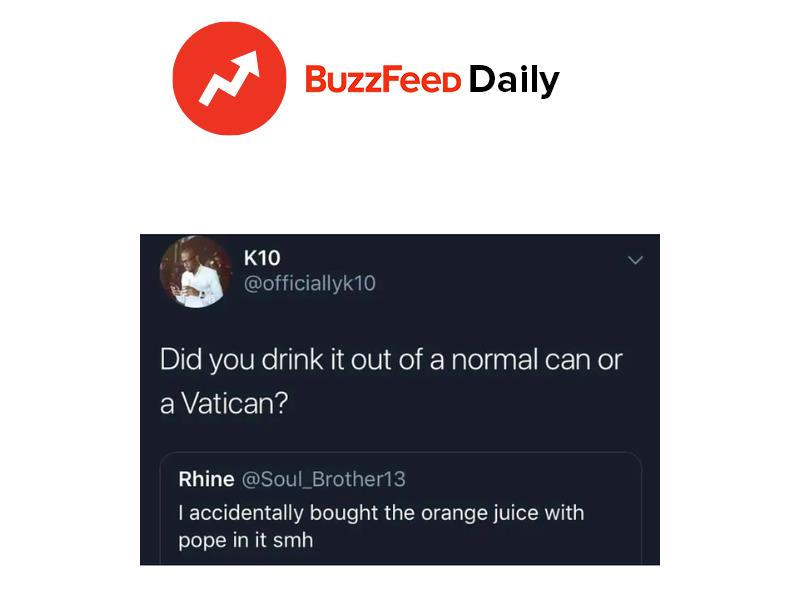 BuzzFeed Daily
K10
@officiallyk10
Did you drink it out of a normal can or
a Vatican?
Rhine @Soul_Brother13
I accidentally bought the orange juice with
pope in it smh